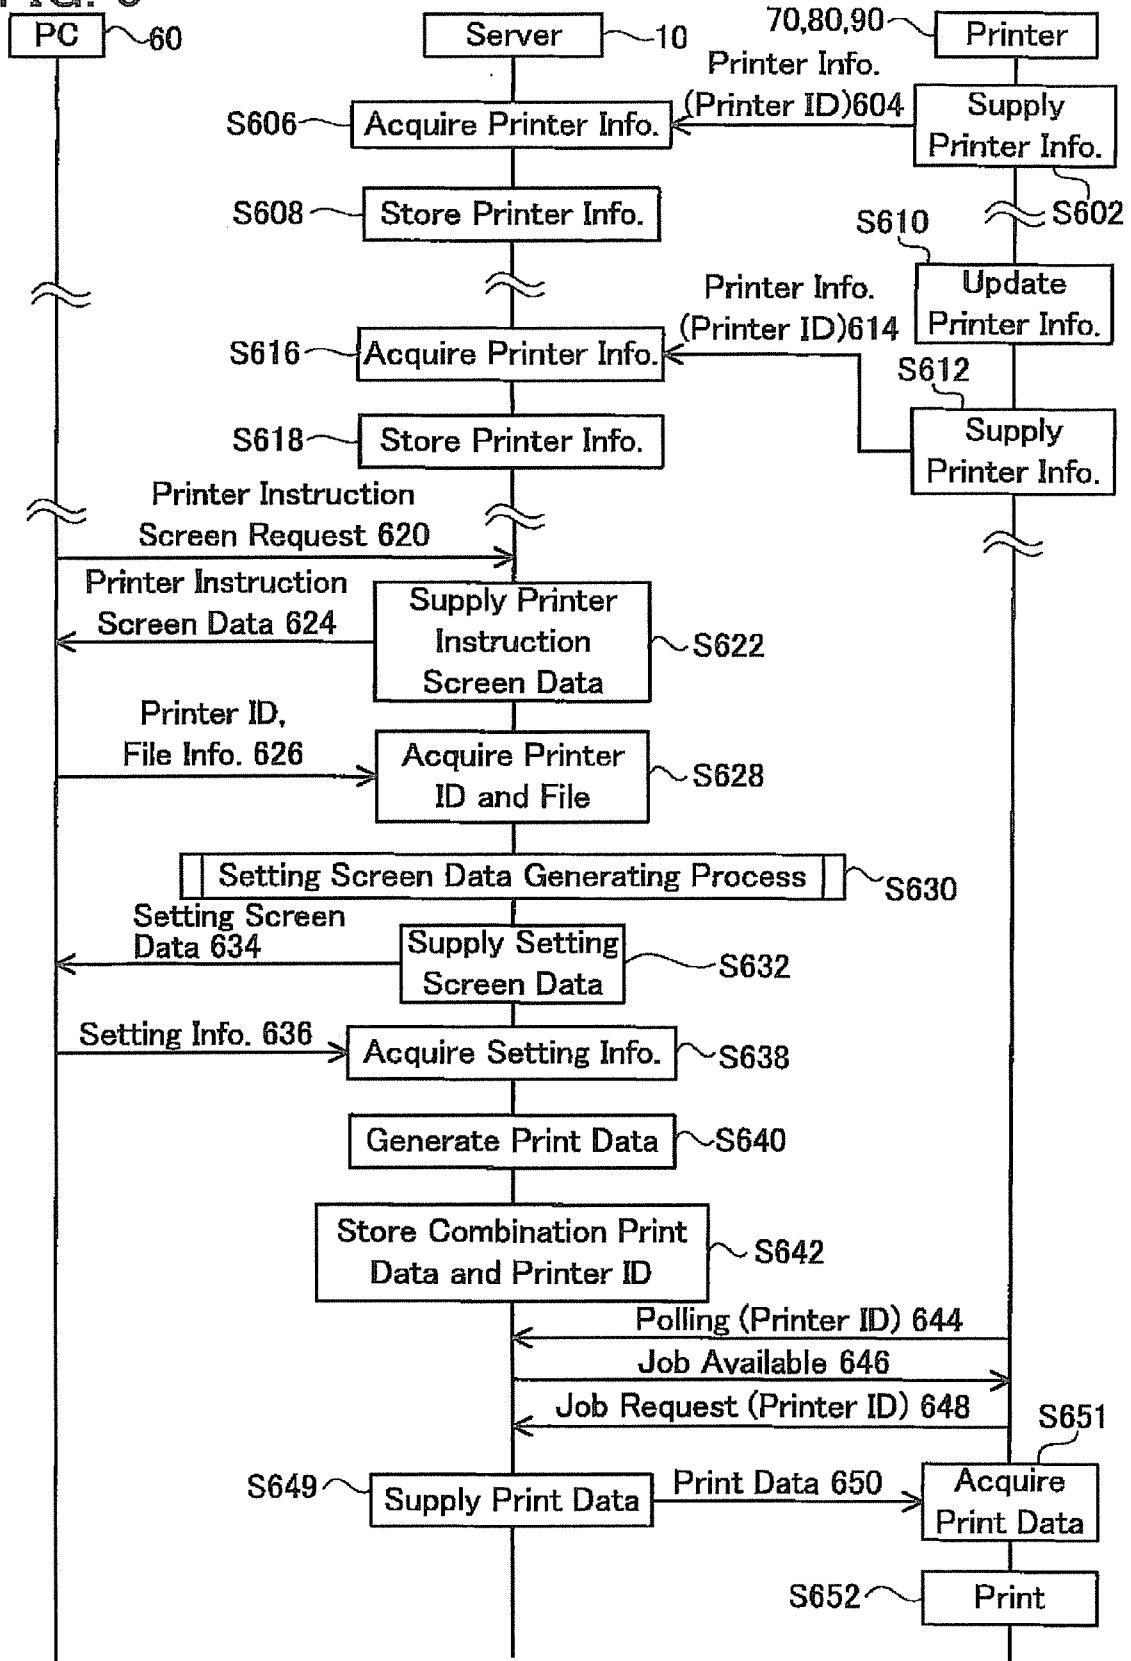 PC
60
Server
10
70,80,90
Printer
Printer Info.
(Printer ID)604
S606
Acquire Printer Info.
Supply
Printer Info.
S602
S608
Store Printer Info.
S610
Update
Printer Info.
Printer Info.
(Printer ID)614
S616
Acquire Printer Info.
S612
Supply
Printer Info.
S618
Store Printer Info.
Printer Instruction
Screen Request 620
Printer Instruction
Screen Data 624
Supply Printer
Instruction
Screen Data
S622
Printer ID,
File Info. 626
Acquire Printer
ID and File
S628
Setting Screen Data Generating Process
S630
Setting Screen
Data 634
Supply Setting
Screen Data
S632
Setting Info. 636
Acquire Setting Info.
S638
Generate Print Data
S640
Store Combination Print
Data and Printer ID
S642
Polling (Printer ID) 644
Job Available 646
Job Request (Printer ID) 648
S651
S649
Supply Print Data
Print Data 650
Acquire
Print Data
S652
Print